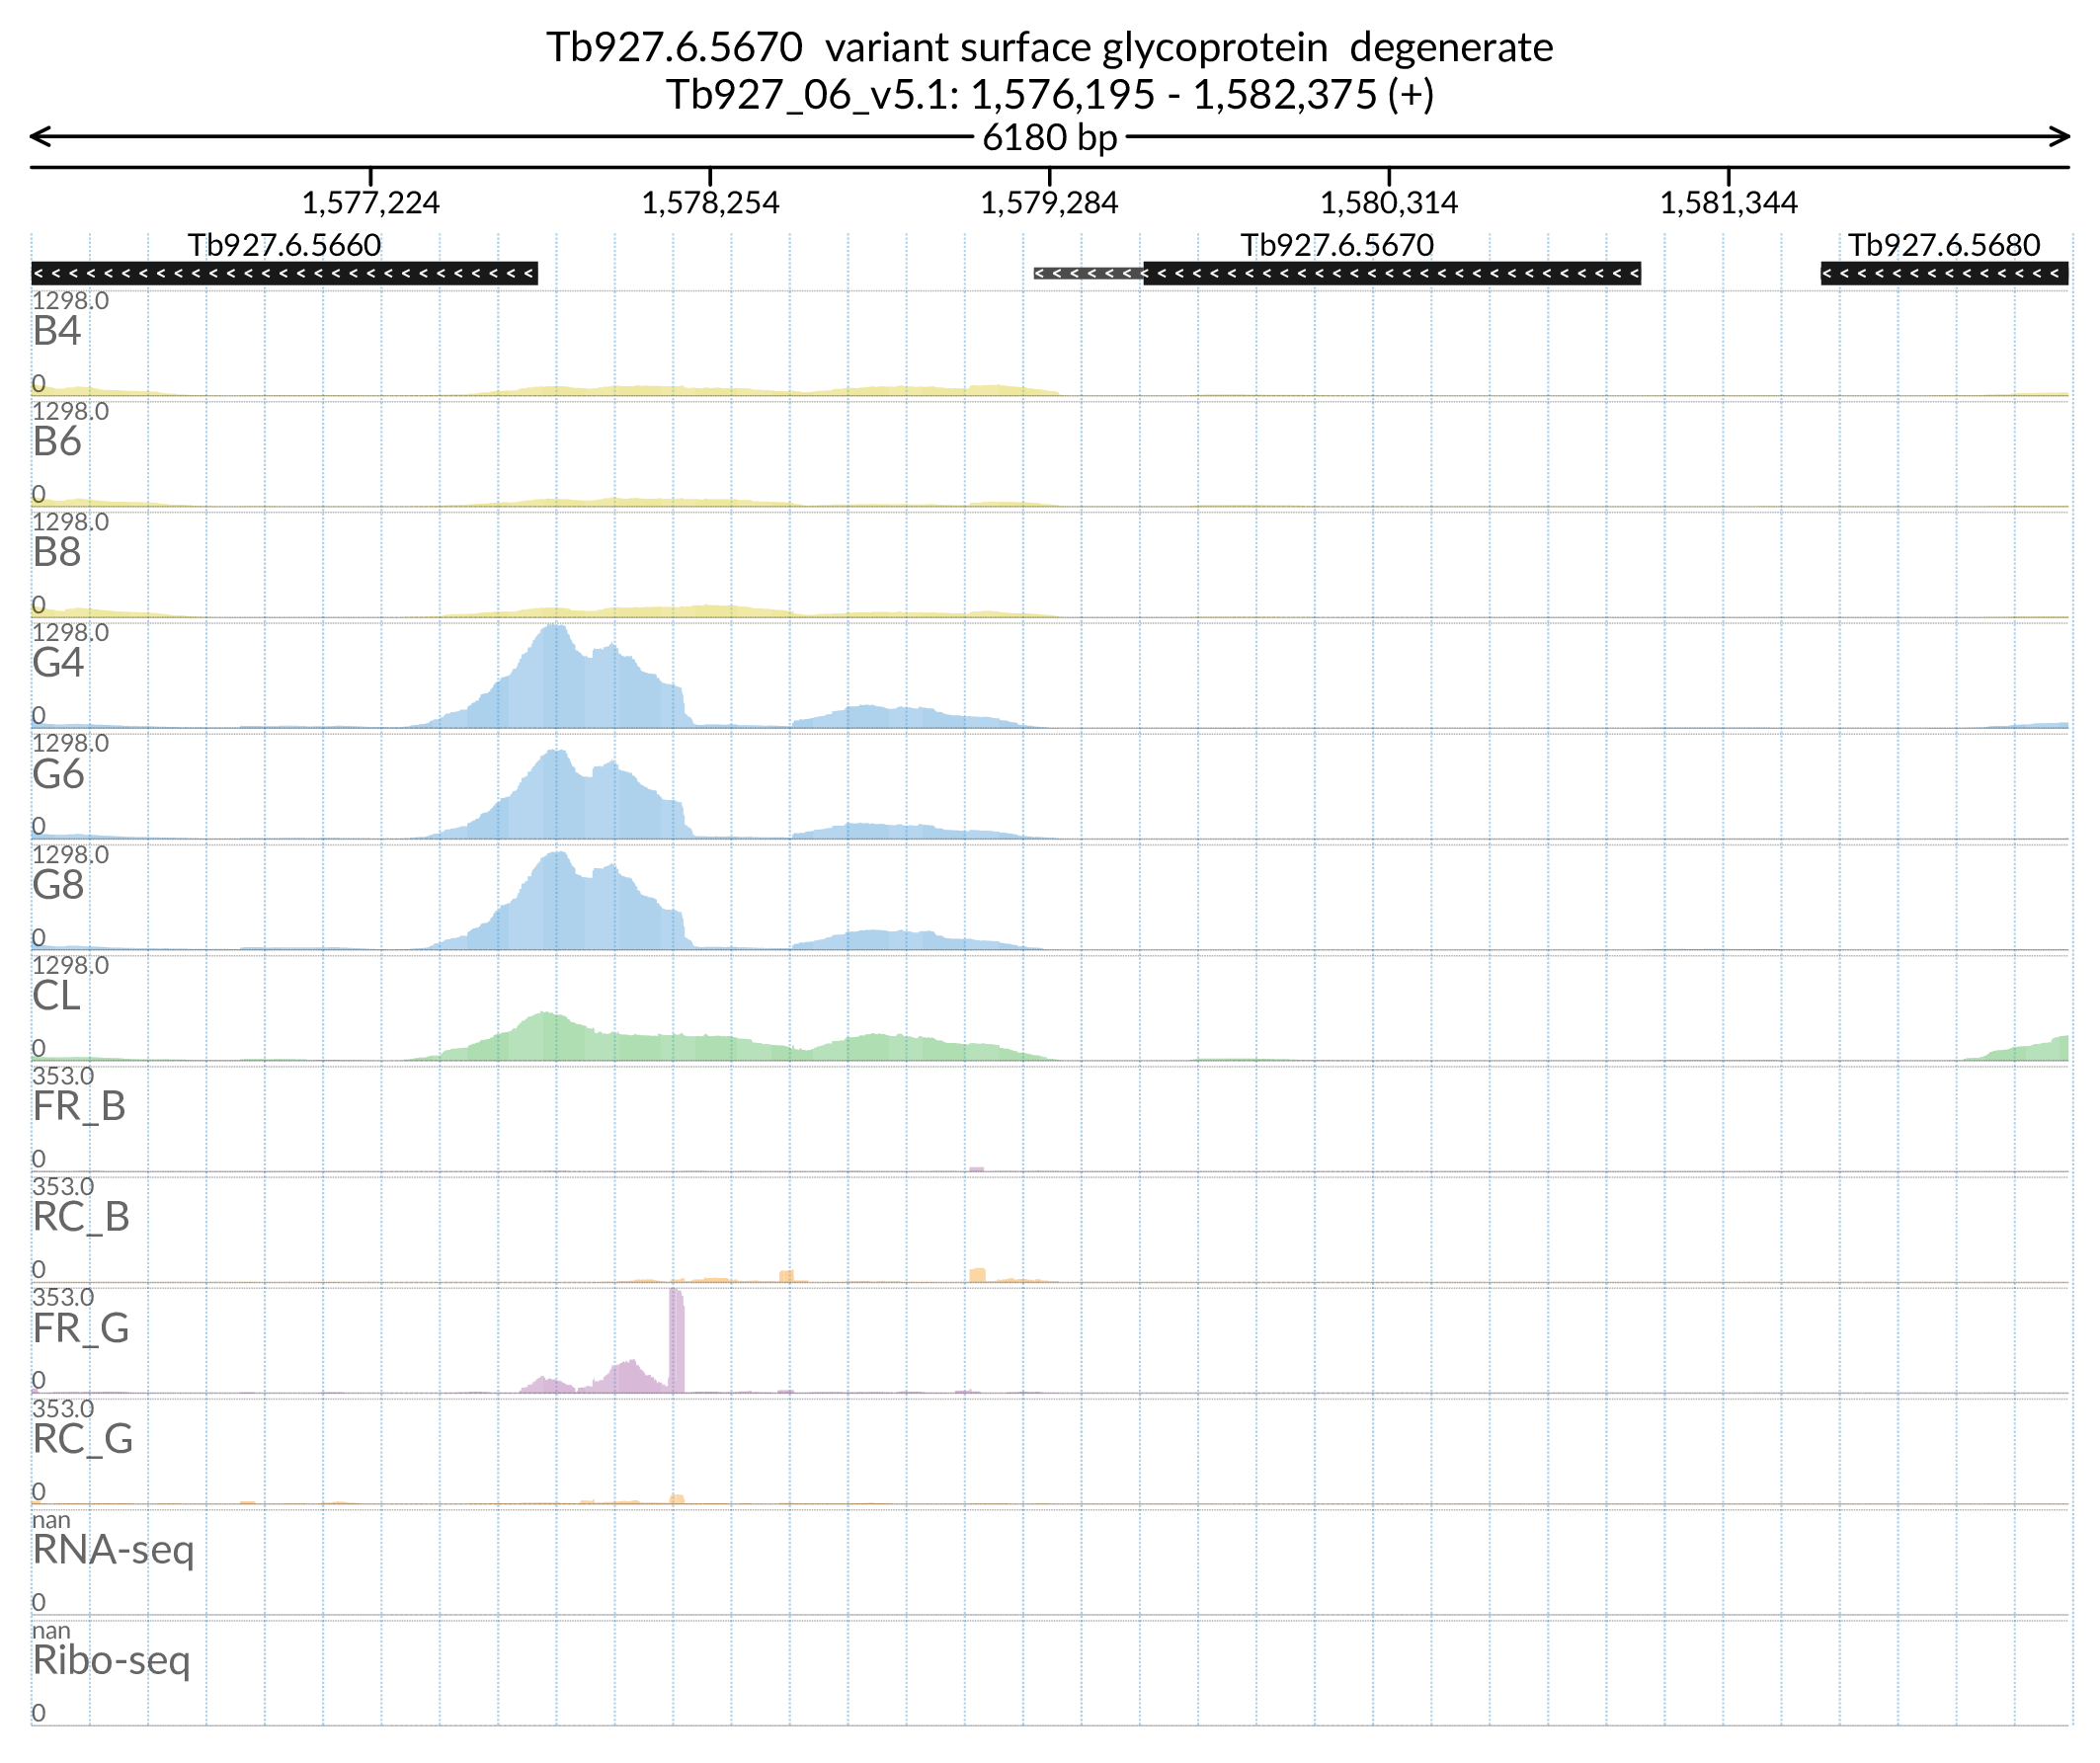 Tb927.6.5670 variant surface glycoprotein degenerate
Tb927_06_v5.1: 1,576,195 - 1,582,375 (+)
6180 bp
1,577,224 1,578,254 1,579,284 1,580,314 1,581,344
Tb927.6.5660 Tb927.6.5670 Tb927.6.5680
1298.0
B4
0
1298.0
B6
0
1298.0
B8
0
1298.0
G4
0
1298.0
G6
0
1298.0
G8
0
1298.0
CL
0
353.0
FR_B
0
353.0
RC_B
0
353.0
FR_G
0
353.0
RC_G
0
nan
RNA-seq
0
nan
Ribo-seq
0